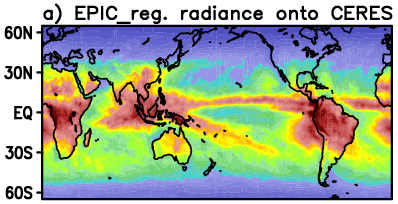 a) EPIC_reg. radiance onto CERES
60N
30N
EQ
30S
60S